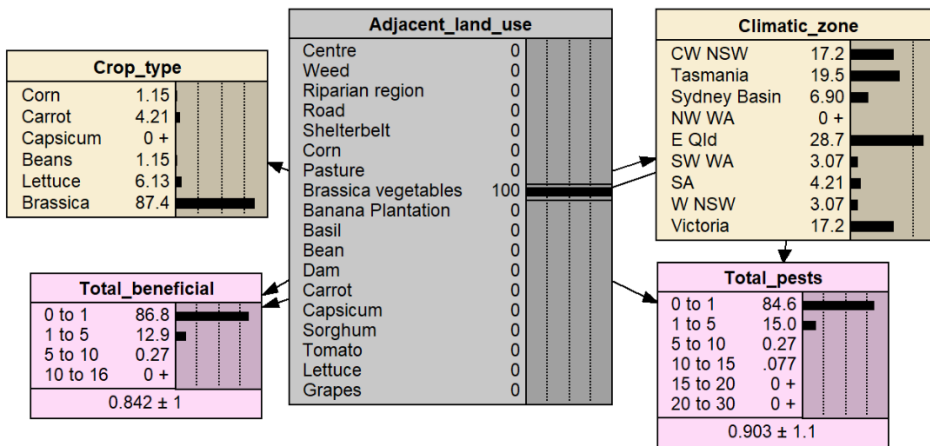 Crop_type
Corn 1.15
Carrot 4.21
Capsicum 0 +
Beans 1.15
Lettuce 6.13
Brassica 87.4
Total_beneficial
0 to 1 86.8
1 to 5 12.9
5 to 10 0.27
10 to 16 0 +
0.842 ± 1
Adjacent_land_use
Centre 0
Weed 0
Riparian region 0
Road 0
Shelterbelt 0
Corn 0
Pasture 0
Brassica vegetables 100
Banana Plantation 0
Basil 0
Bean 0
Dam 0
Carrot 0
Capsicum 0
Sorghum 0
Tomato 0
Lettuce 0
Grapes 0
Climatic_zone
CW NSW 17.2
Tasmania 19.5
Sydney Basin 6.90
NW WA 0 +
E Qld 28.7
SW WA 3.07
SA 4.21
W NSW 3.07
Victoria 17.2
Total_pests
0 to 1 84.6
1 to 5 15.0
5 to 10 0.27
10 to 15 .077
15 to 20 0 +
20 to 30 0 +
0.903 ± 1.1